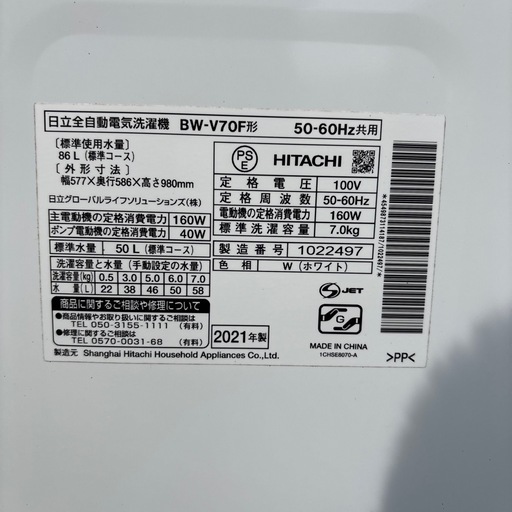 日立全自動電気洗濯機 BW-V70F形 50-60Hz共用
〔標準使用水量〕
86L(標準コース)
〔外形寸法〕
幅577×奥行586×高さ980mm
日立グローバルライフソリューションズ(株)
主電動機の定格消費電力 160W
ポンプ電動機の定格消費電力 40W
標準水量 50L(標準コース)
洗濯容量と水量(手動設定の水量)
洗濯容量(kg) 0.5 3.0 5.0 6.0 7.0
水量(L) 22 38 46 50 58
商品に関するご相談や修理について
●商品情報やお取り扱いに関するご相談
TEL 050-3155-1111(有料)
●修理に関するご相談
TEL 0570-0031-68(有料)
製造元 Shanghai Hitachi Household Appliances Co.,Ltd.
PS
E
HITACHI
定格電圧 100V
定格周波数 50-60Hz
電動機の定格消費電力 160W
標準洗濯容量 7.0kg
製造番号 1022497
色相 W(ホワイト)
2021年製
S-JET
G
MADE IN CHINA
1CHSE8070-A
*4549873114187/1022497/*
>PP<